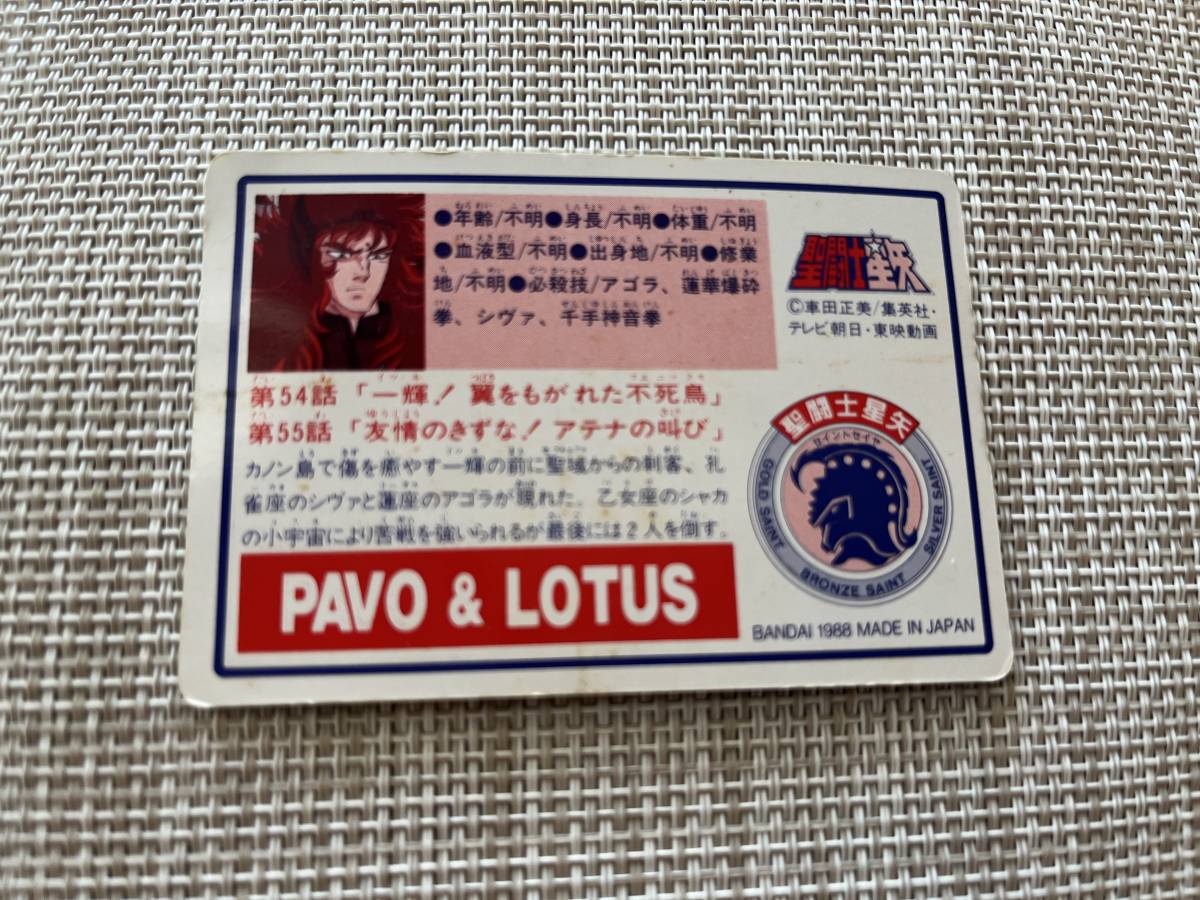 ●年齢/不明●身長/不明●体重/不明
●血液型/不明●出身地/不明●修業
地/不明●必殺技/アゴラ、蓮華爆砕
拳、シヴァ、千手神音拳
第54話「一輝! 翼をもがれた不死鳥」
第55話「友情のきずな! アテナの叫び」
カノン島で傷を癒やす一輝の前に聖域からの刺客、孔
雀座のシヴァと蓮座のアゴラが現れた。乙女座のシャカ
の小宇宙により苦戦を強いられるが最後には2人を倒す。
PAVO & LOTUS
聖闘士星矢
©車田正美/集英社・
テレビ朝日・東映動画
聖闘士星矢
セイントセイヤ
GOLD SAINT
BRONZE SAINT
SILVER SAINT
BANDAI 1988 MADE IN JAPAN